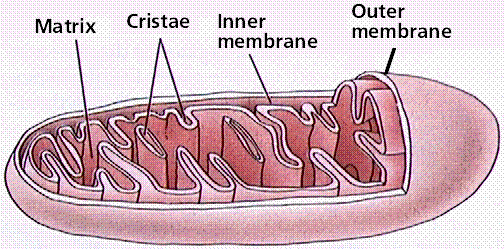 Matrix
Cristae
Inner
membrane
Outer
membrane